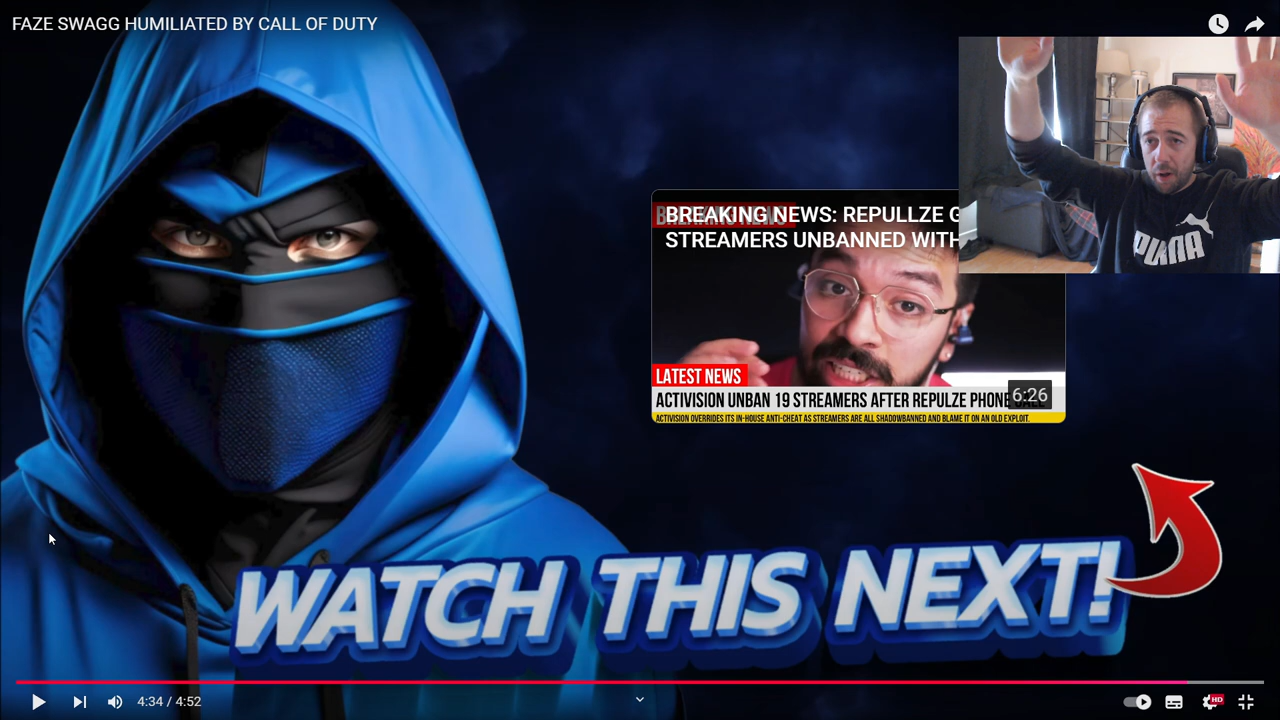 FAZE SWAGG HUMILIATED BY CALL OF DUTY
BREAKING NEWS: REPULLZE G
STREAMERS UNBANNED WITH
PUMA
LATEST NEWS
ACTIVISION UNBAN 19 STREAMERS AFTER REPULZE PHONE
6:26
ACTIVISION OVERRIDES ITS IN-HOUSE ANTI-CHEAT AS STREAMERS ARE ALL SHADOWBANNED AND BLAME IT ON AN OLD EXPLOIT.
WATCH THIS NEXT!
4:34 / 4:52
HD